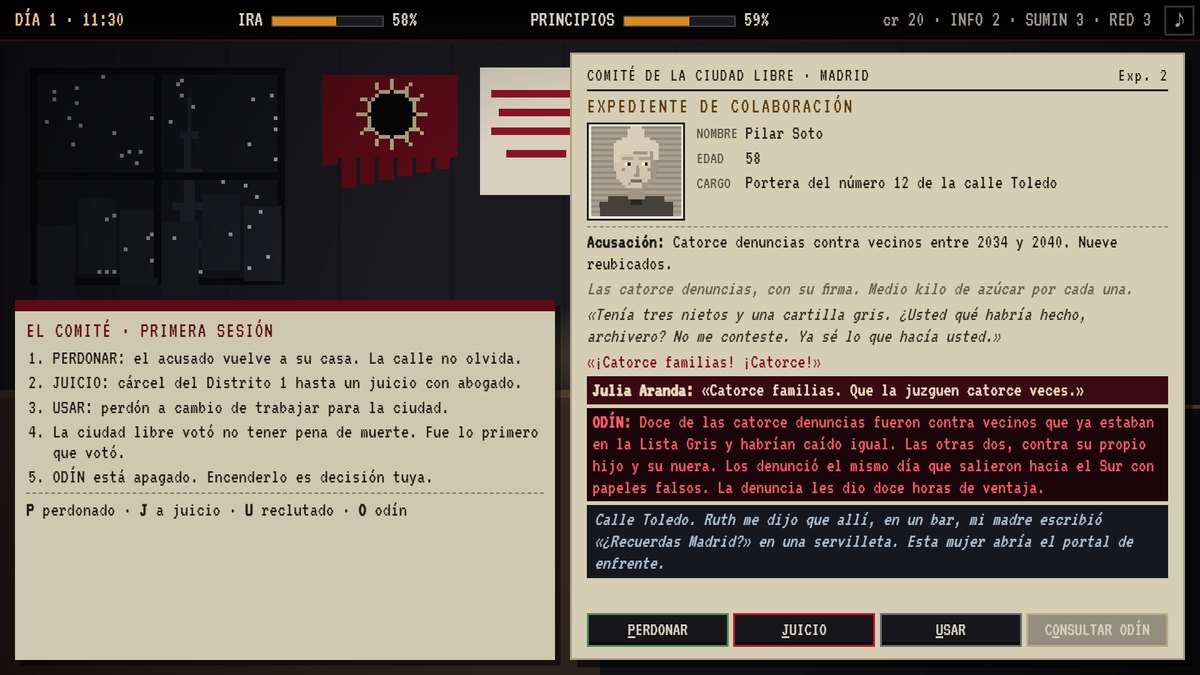 DÍA 1 · 11:30
IRA 58%
PRINCIPIOS 59%
cr 20 · INFO 2 · SUMIN 3 · RED 3
♪
COMITÉ DE LA CIUDAD LIBRE · MADRID
Exp. 2
EXPEDIENTE DE COLABORACIÓN
NOMBRE Pilar Soto
EDAD 58
CARGO Portera del número 12 de la calle Toledo
Acusación: Catorce denuncias contra vecinos entre 2034 y 2040. Nueve
reubicados.
Las catorce denuncias, con su firma. Medio kilo de azúcar por cada una.
«Tenía tres nietos y una cartilla gris. ¿Usted qué habría hecho,
archivero? No me conteste. Ya sé lo que hacía usted.»
«¡Catorce familias! ¡Catorce!»
Julia Aranda: «Catorce familias. Que la juzguen catorce veces.»
ODÍN: Doce de las catorce denuncias fueron contra vecinos que ya estaban
en la Lista Gris y habrían caído igual. Las otras dos, contra su propio
hijo y su nuera. Los denunció el mismo día que salieron hacia el Sur con
papeles falsos. La denuncia les dio doce horas de ventaja.
Calle Toledo. Ruth me dijo que allí, en un bar, mi madre escribió
«¿Recuerdas Madrid?» en una servilleta. Esta mujer abría el portal de
enfrente.
PERDONAR
JUICIO
USAR
CONSULTAR ODÍN
EL COMITÉ · PRIMERA SESIÓN
1. PERDONAR: el acusado vuelve a su casa. La calle no olvida.
2. JUICIO: cárcel del Distrito 1 hasta un juicio con abogado.
3. USAR: perdón a cambio de trabajar para la ciudad.
4. La ciudad libre votó no tener pena de muerte. Fue lo primero
que votó.
5. ODÍN está apagado. Encenderlo es decisión tuya.
P perdonado · J a juicio · U reclutado · O odín